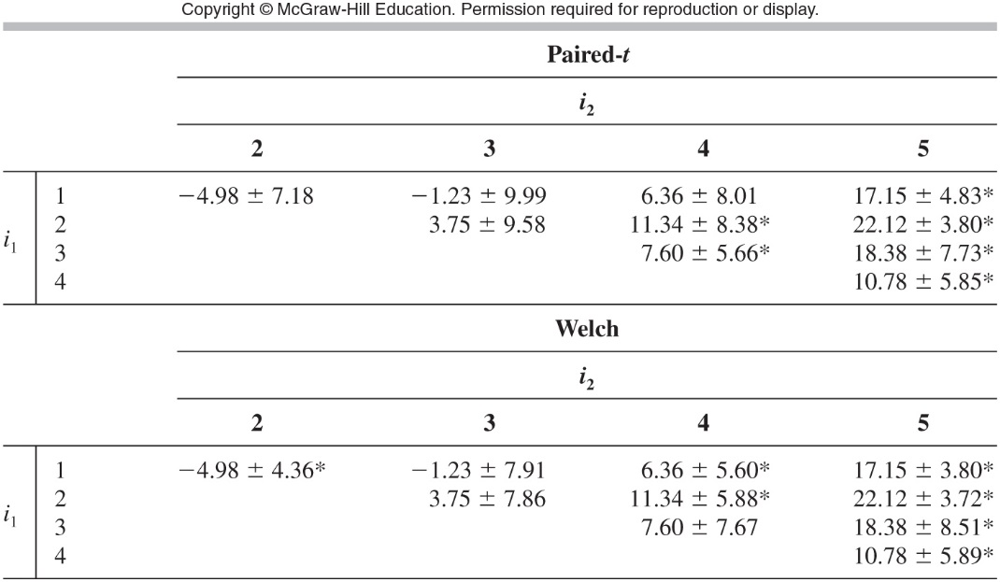 Copyright © McGraw-Hill Education. Permission required for reproduction or display.
Paired-t
i₂
2 3 4 5
1 −4.98 ± 7.18 −1.23 ± 9.99 6.36 ± 8.01 17.15 ± 4.83*
2 3.75 ± 9.58 11.34 ± 8.38* 22.12 ± 3.80*
i₁
3 7.60 ± 5.66* 18.38 ± 7.73*
4 10.78 ± 5.85*
Welch
i₂
2 3 4 5
1 −4.98 ± 4.36* −1.23 ± 7.91 6.36 ± 5.60* 17.15 ± 3.80*
2 3.75 ± 7.86 11.34 ± 5.88* 22.12 ± 3.72*
i₁
3 7.60 ± 7.67 18.38 ± 8.51*
4 10.78 ± 5.89*